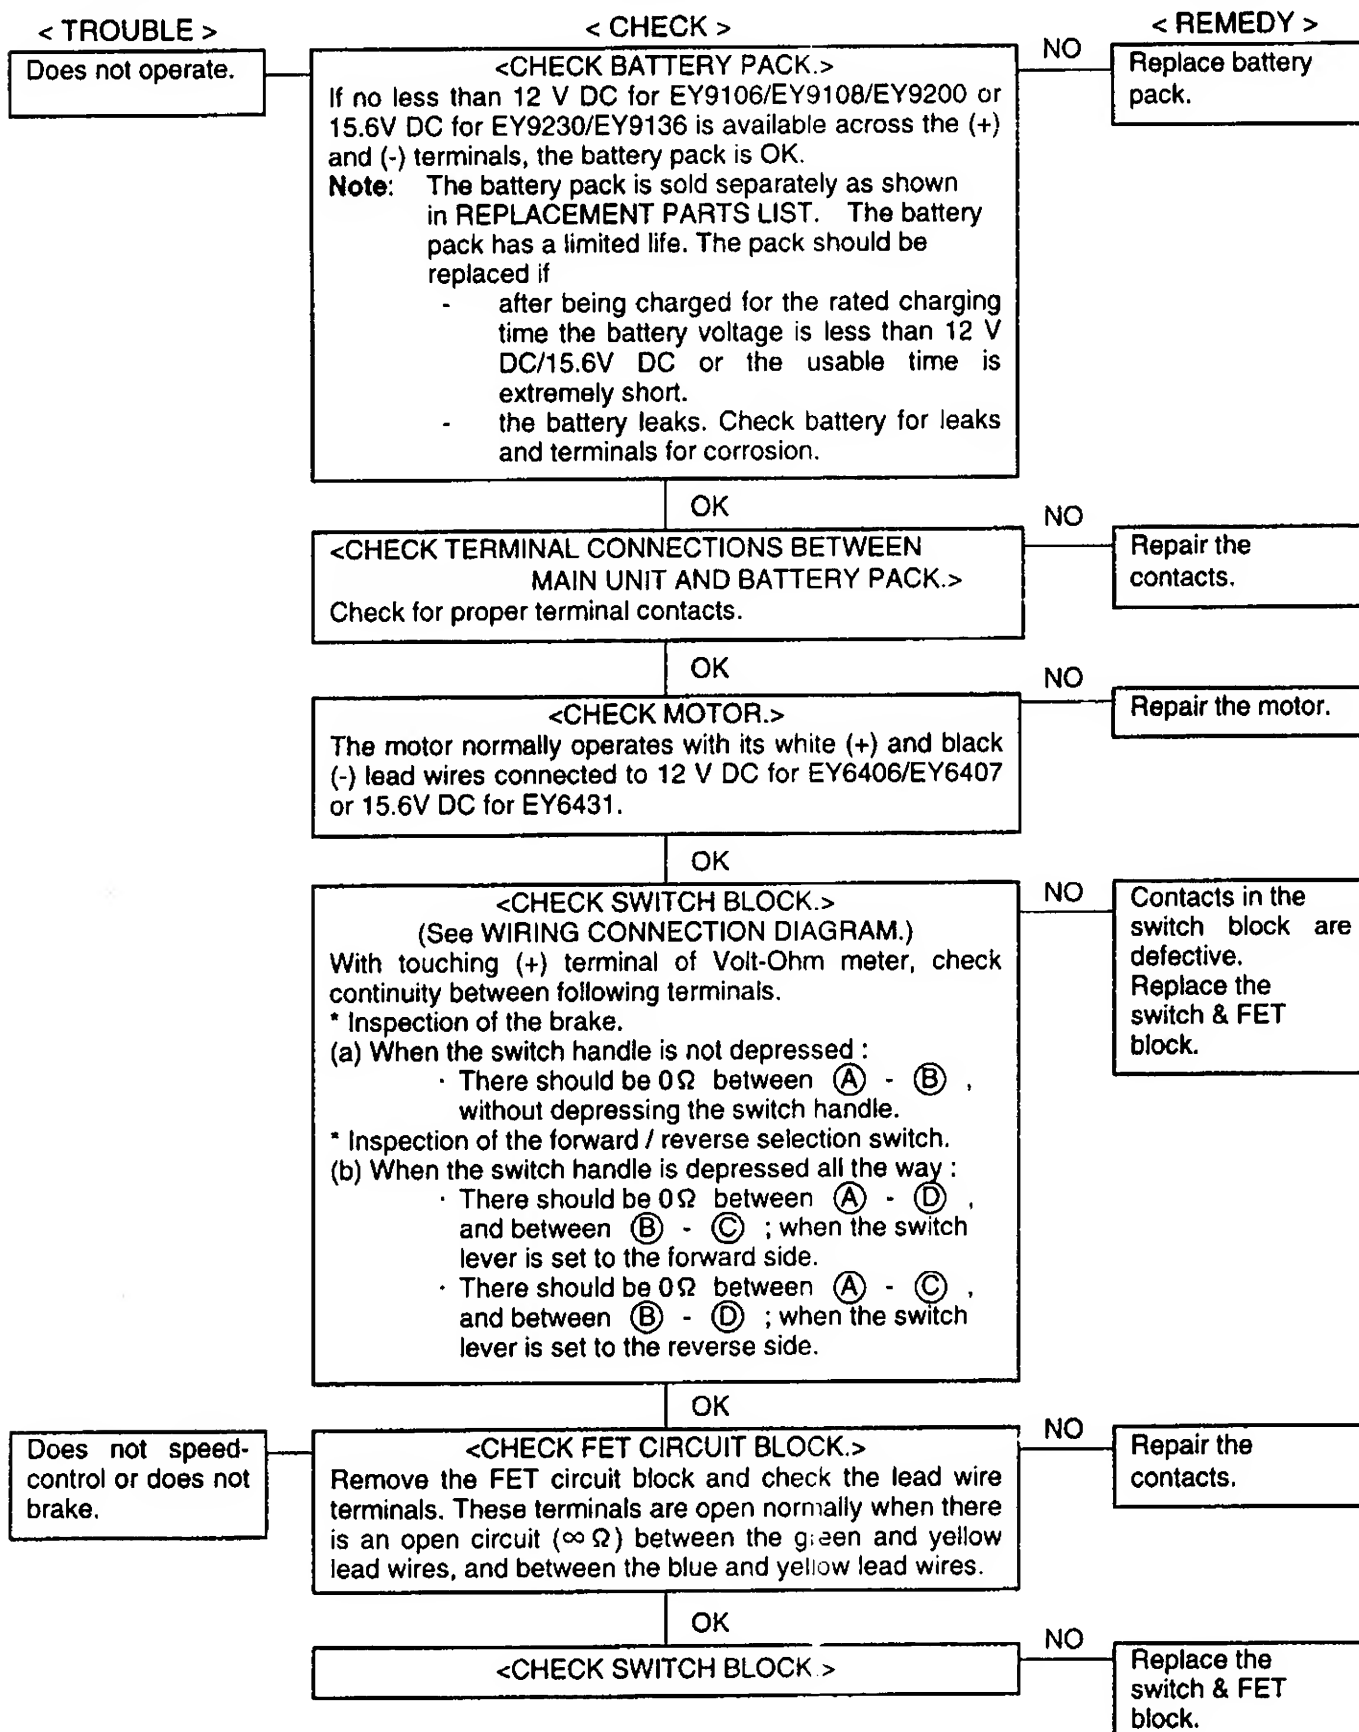 < TROUBLE >
< CHECK >
< REMEDY >
Does not operate.
<CHECK BATTERY PACK.>
If no less than 12 V DC for EY9106/EY9108/EY9200 or
15.6V DC for EY9230/EY9136 is available across the (+)
and (-) terminals, the battery pack is OK.
Note: The battery pack is sold separately as shown
in REPLACEMENT PARTS LIST. The battery
pack has a limited life. The pack should be
replaced if
- after being charged for the rated charging
time the battery voltage is less than 12 V
DC/15.6V DC or the usable time is
extremely short.
- the battery leaks. Check battery for leaks
and terminals for corrosion.
NO
Replace battery
pack.
OK
<CHECK TERMINAL CONNECTIONS BETWEEN
MAIN UNIT AND BATTERY PACK.>
Check for proper terminal contacts.
NO
Repair the
contacts.
OK
<CHECK MOTOR.>
The motor normally operates with its white (+) and black
(-) lead wires connected to 12 V DC for EY6406/EY6407
or 15.6V DC for EY6431.
NO
Repair the motor.
OK
<CHECK SWITCH BLOCK.>
(See WIRING CONNECTION DIAGRAM.)
With touching (+) terminal of Volt-Ohm meter, check
continuity between following terminals.
* Inspection of the brake.
(a) When the switch handle is not depressed :
· There should be 0Ω between Ⓐ - Ⓑ ,
without depressing the switch handle.
* Inspection of the forward / reverse selection switch.
(b) When the switch handle is depressed all the way :
· There should be 0Ω between Ⓐ - Ⓓ ,
and between Ⓑ - Ⓒ ; when the switch
lever is set to the forward side.
· There should be 0Ω between Ⓐ - Ⓒ ,
and between Ⓑ - Ⓓ ; when the switch
lever is set to the reverse side.
NO
Contacts in the
switch block are
defective.
Replace the
switch & FET
block.
OK
Does not speed-
control or does not
brake.
<CHECK FET CIRCUIT BLOCK.>
Remove the FET circuit block and check the lead wire
terminals. These terminals are open normally when there
is an open circuit (∞ Ω) between the green and yellow
lead wires, and between the blue and yellow lead wires.
NO
Repair the
contacts.
OK
<CHECK SWITCH BLOCK.>
NO
Replace the
switch & FET
block.